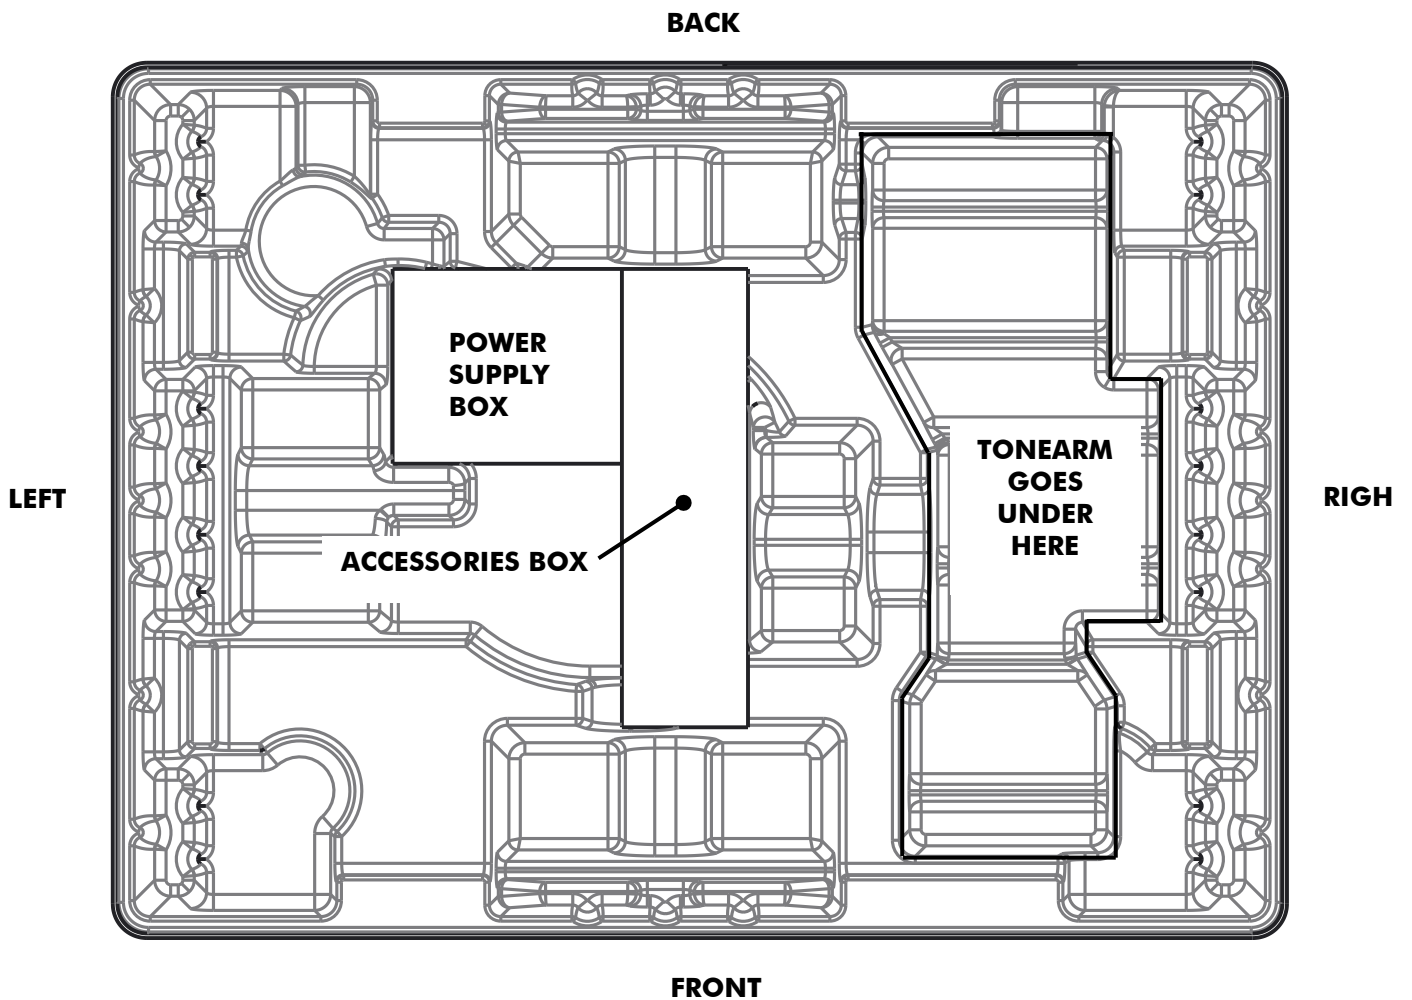 BACK
POWER
SUPPLY
BOX
TONEARM
GOES
UNDER
HERE
LEFT
RIGH
ACCESSORIES BOX
FRONT